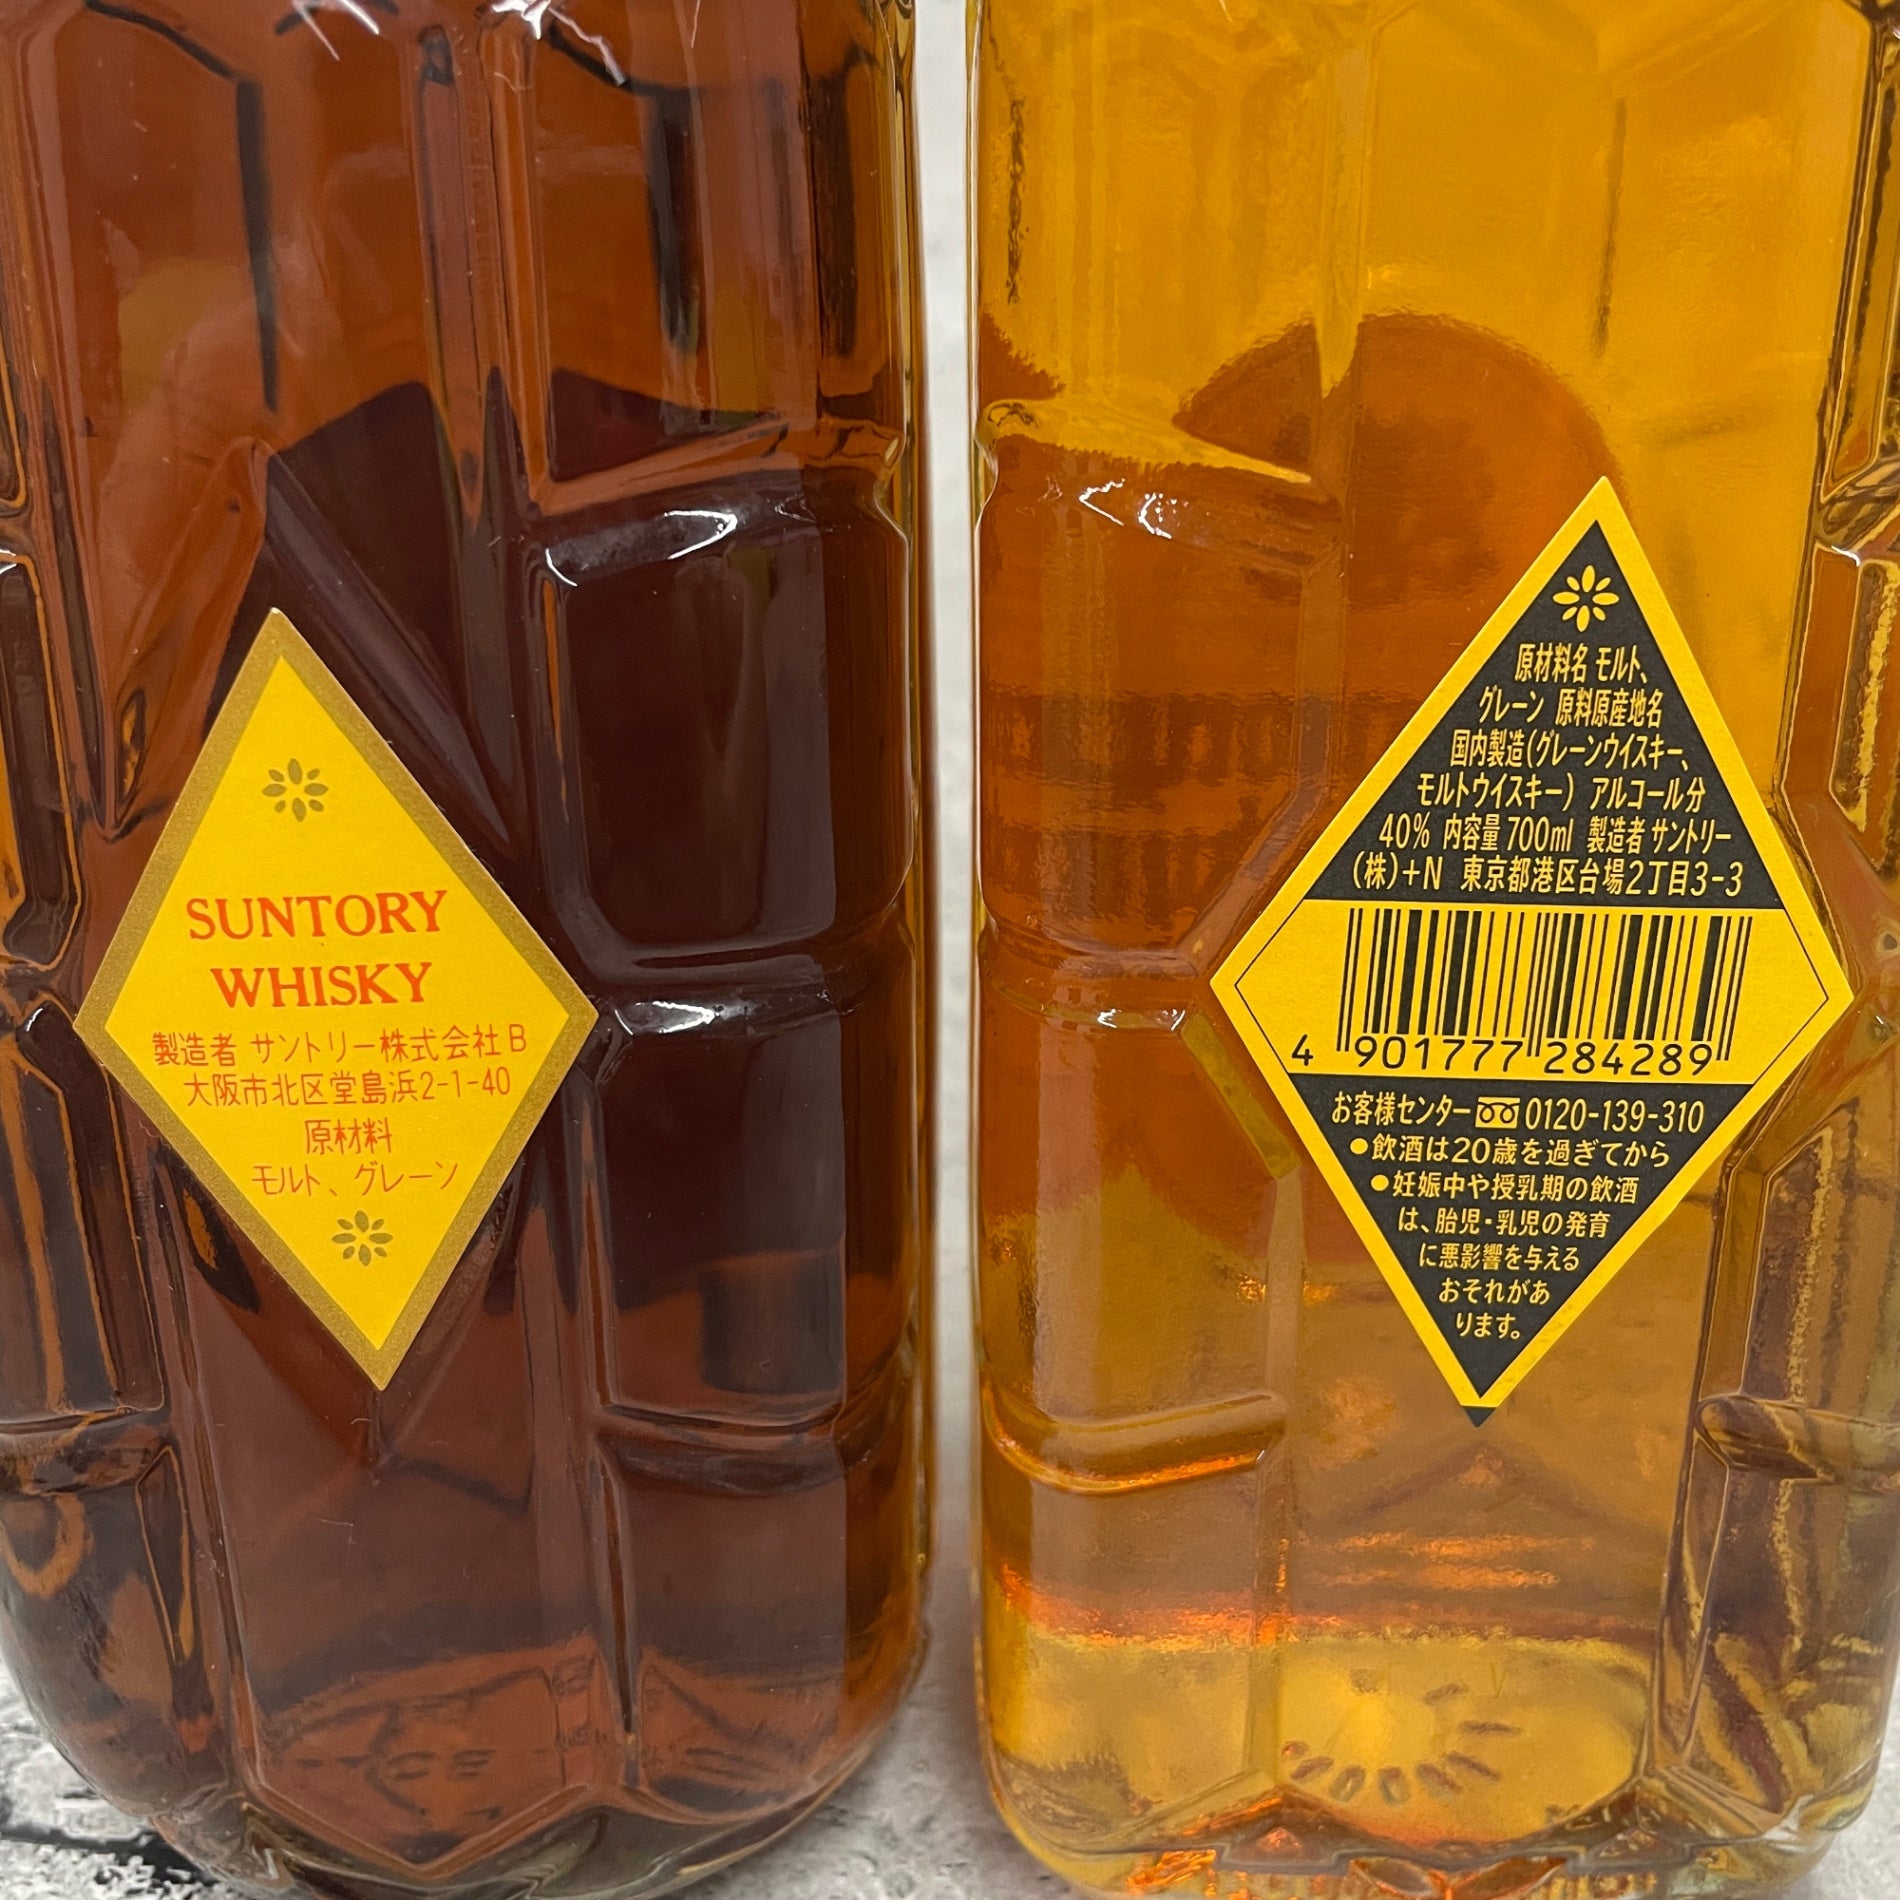 SUNTORY
WHISKY
製造者 サントリー株式会社 B
大阪市北区堂島浜2-1-40
原材料
モルト、グレーン
原材料名 モルト、
グレーン 原料原産地名
国内製造(グレーンウイスキー、
モルトウイスキー) アルコール分
40% 内容量 700ml 製造者 サントリー
(株)+N 東京都港区台場2丁目3-3
4 901777 284289
お客様センター 0120-139-310
●飲酒は20歳を過ぎてから
●妊娠中や授乳期の飲酒
は、胎児・乳児の発育
に悪影響を与える
おそれがあ
ります。